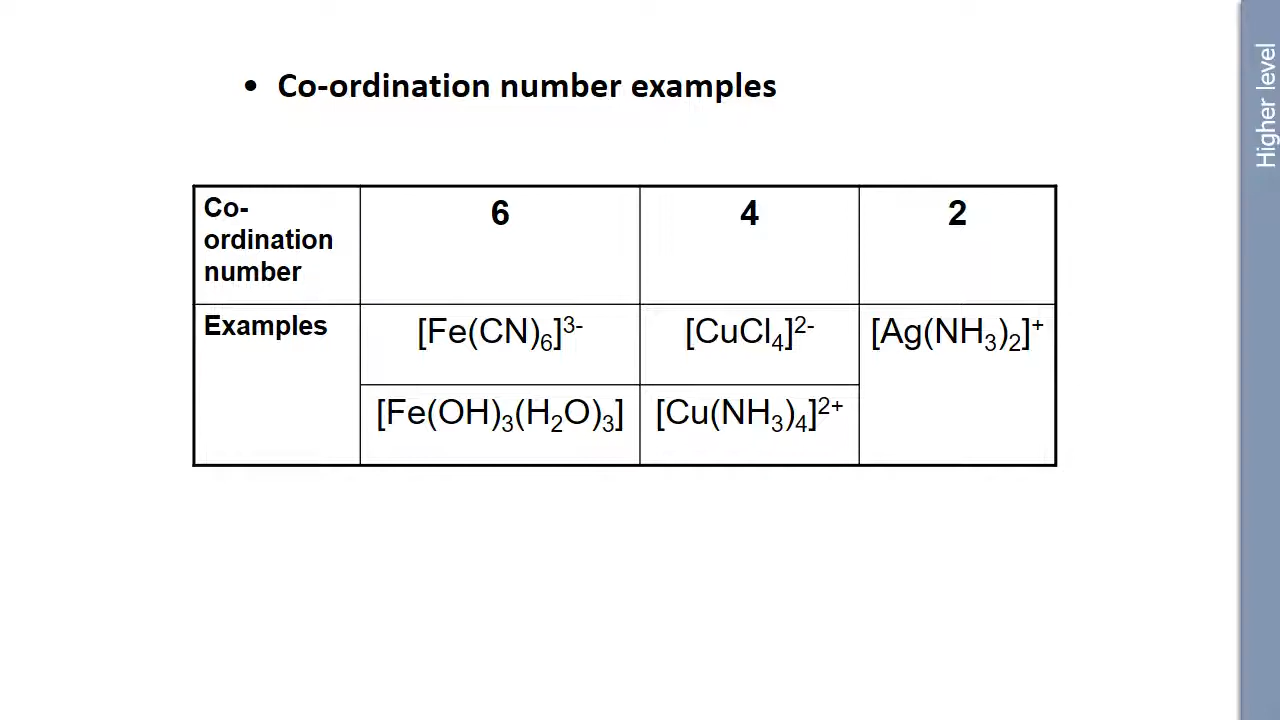 • Co-ordination number examples
Co-
ordination
number
6
4
2
Examples
[Fe(CN)₆]³⁻
[CuCl₄]²⁻
[Ag(NH₃)₂]⁺
[Fe(OH)₃(H₂O)₃]
[Cu(NH₃)₄]²⁺
Higher level